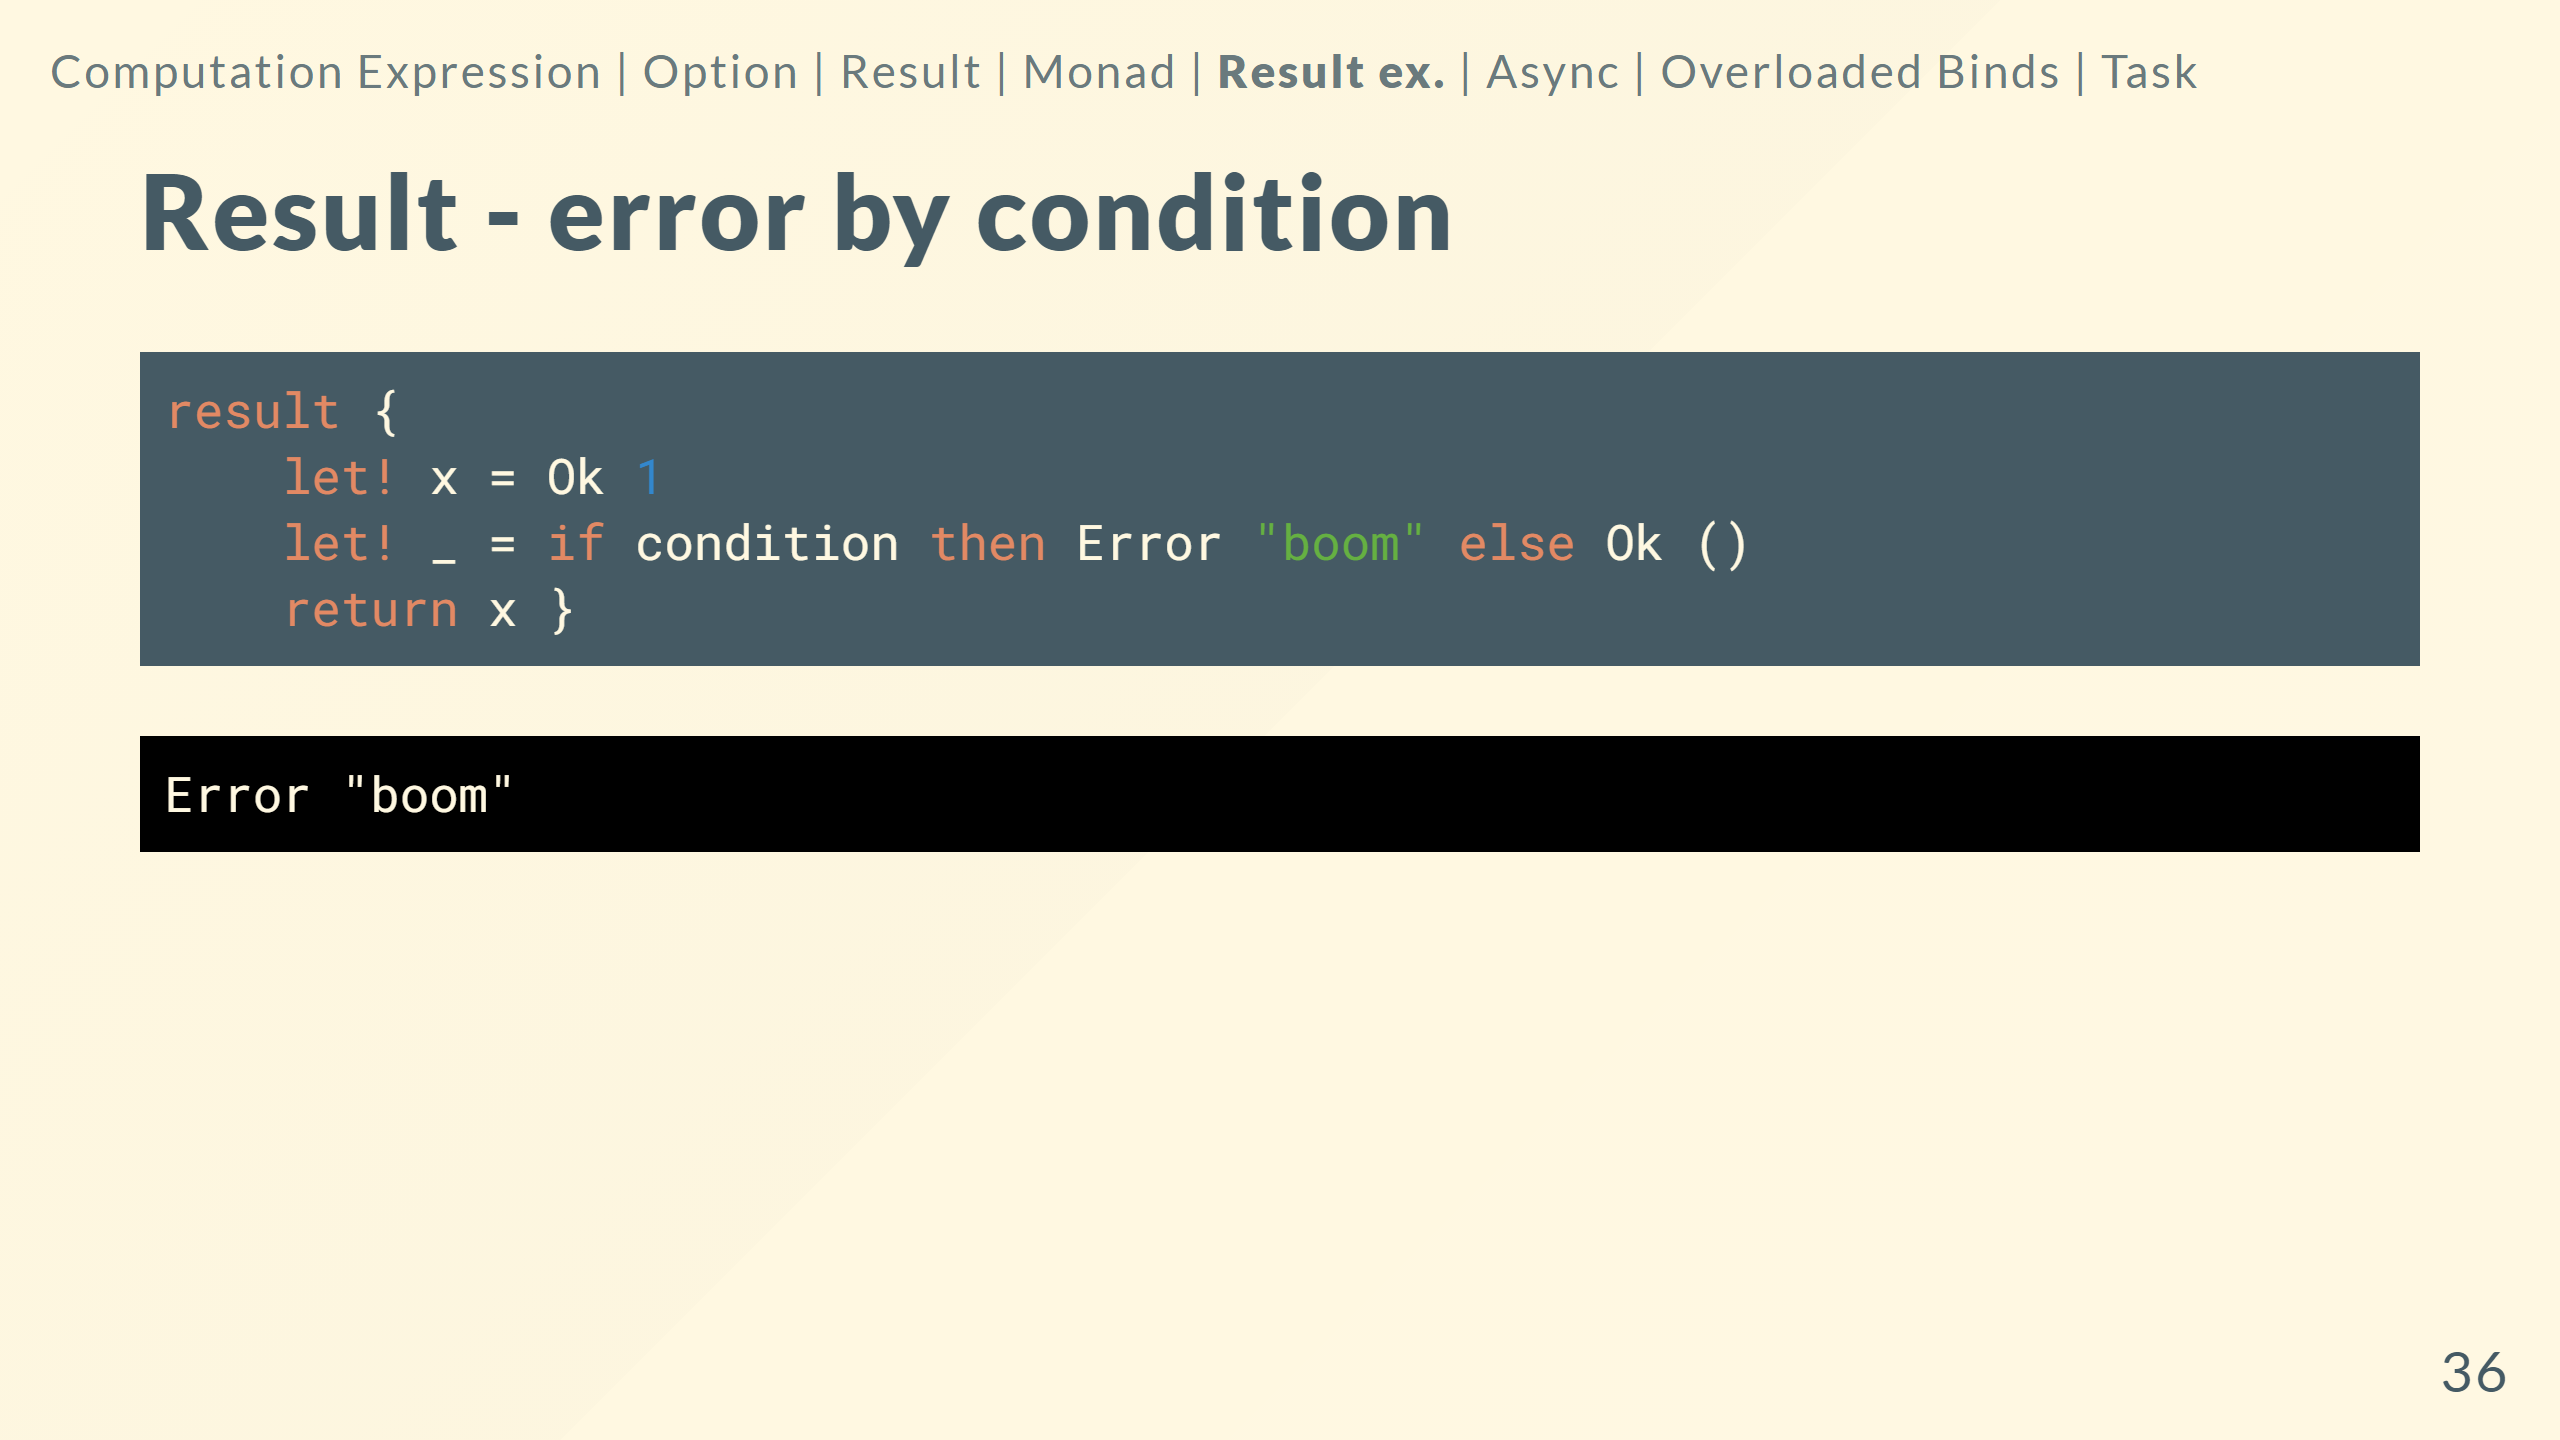 Computation Expression | Option | Result | Monad | Result ex. | Async | Overloaded Binds | Task
Result - error by condition
result {
    let! x = Ok 1
    let! _ = if condition then Error "boom" else Ok ()
    return x }
Error "boom"
36